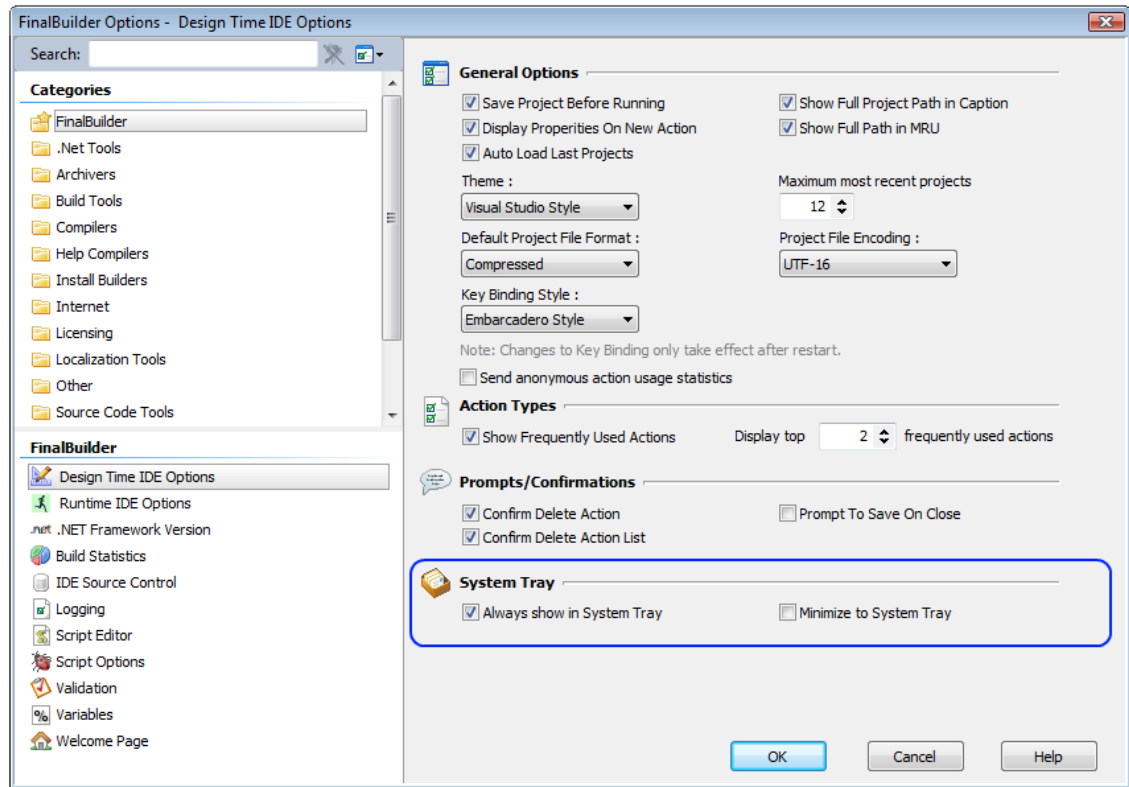 FinalBuilder Options - Design Time IDE Options
Search:
Categories
FinalBuilder
.Net Tools
Archivers
Build Tools
Compilers
Help Compilers
Install Builders
Internet
Licensing
Localization Tools
Other
Source Code Tools
FinalBuilder
Design Time IDE Options
Runtime IDE Options
.net .NET Framework Version
Build Statistics
IDE Source Control
Logging
Script Editor
Script Options
Validation
% Variables
Welcome Page
General Options
Save Project Before Running
Show Full Project Path in Caption
Display Properities On New Action
Show Full Path in MRU
Auto Load Last Projects
Theme :
Maximum most recent projects
Visual Studio Style
12
Default Project File Format :
Project File Encoding :
Compressed
UTF-16
Key Binding Style :
Embarcadero Style
Note: Changes to Key Binding only take effect after restart.
Send anonymous action usage statistics
Action Types
Show Frequently Used Actions
Display top 2 frequently used actions
Prompts/Confirmations
Confirm Delete Action
Prompt To Save On Close
Confirm Delete Action List
System Tray
Always show in System Tray
Minimize to System Tray
OK
Cancel
Help